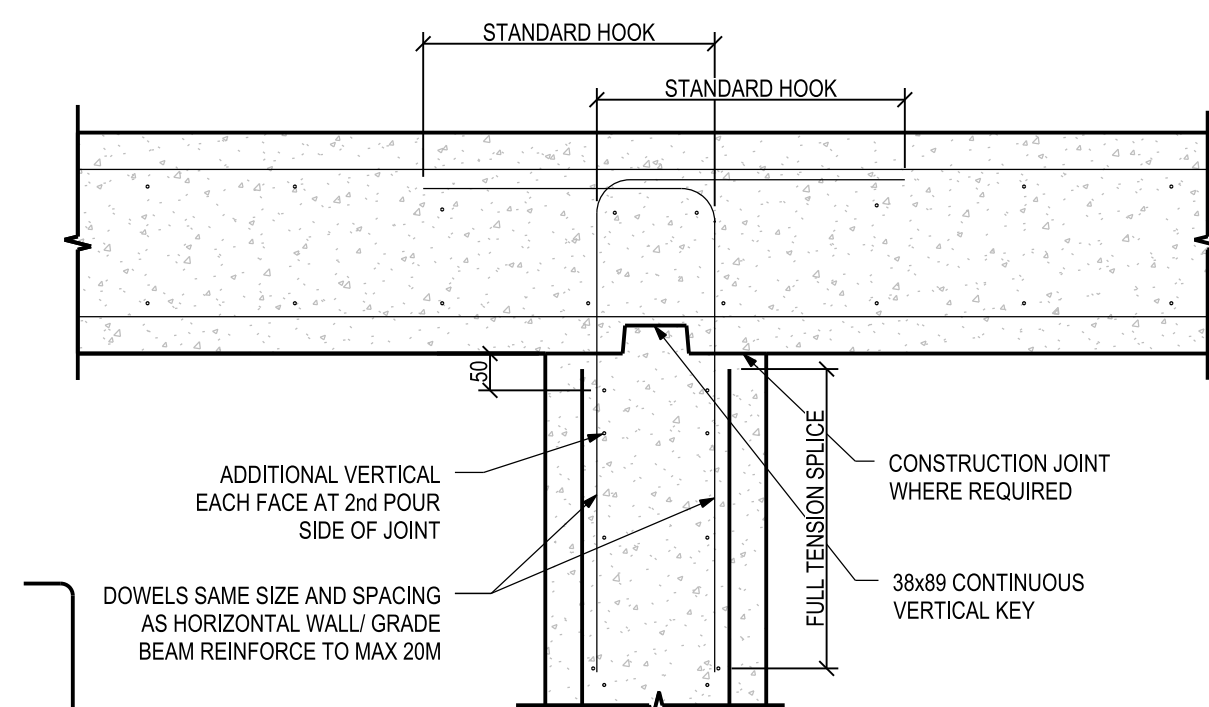 STANDARD HOOK
STANDARD HOOK
50
ADDITIONAL VERTICAL
EACH FACE AT 2nd POUR
SIDE OF JOINT
DOWELS SAME SIZE AND SPACING
AS HORIZONTAL WALL/ GRADE
BEAM REINFORCE TO MAX 20M
FULL TENSION SPLICE
CONSTRUCTION JOINT
WHERE REQUIRED
38x89 CONTINUOUS
VERTICAL KEY